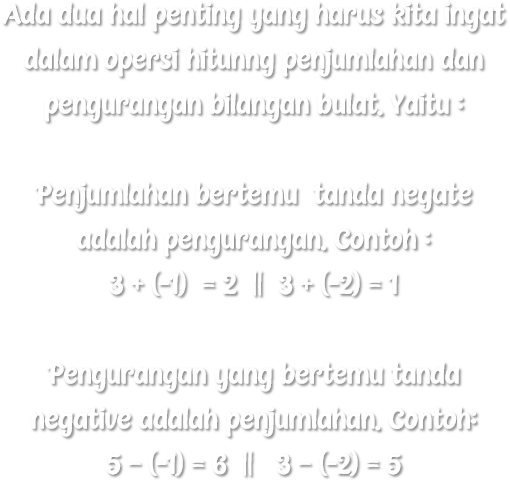 Ada dua hal penting yang harus kita ingat
dalam opersi hitunng penjumlahan dan
pengurangan bilangan bulat, Yaitu :
Penjumlahan bertemu tanda negate
adalah pengurangan, Contoh :
3 + (-1) = 2 || 3 + (-2) = 1
Pengurangan yang bertemu tanda
negative adalah penjumlahan, Contoh:
5 – (-1) = 6 || 3 – (-2) = 5